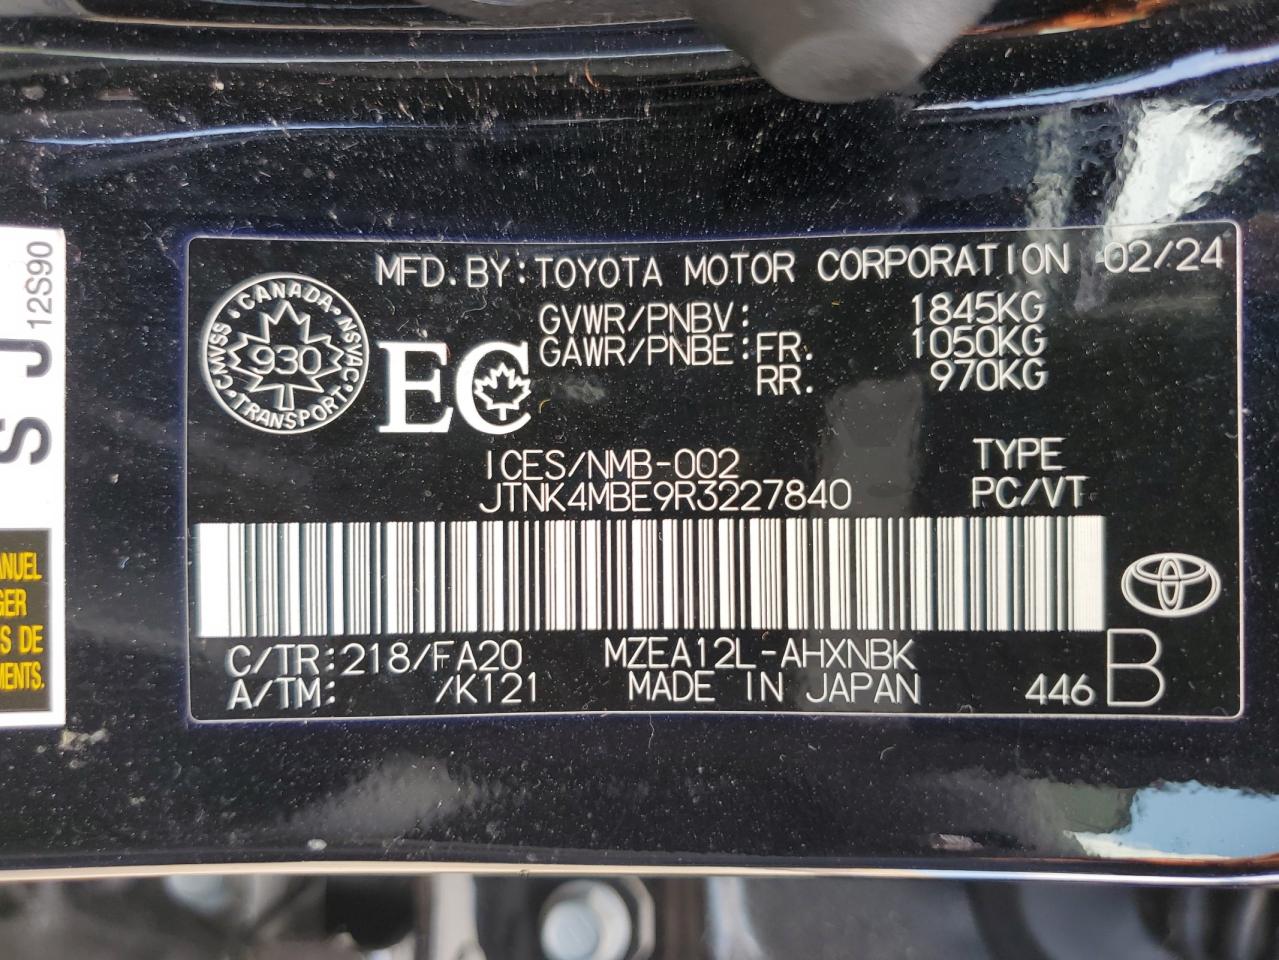 MFD. BY: TOYOTA MOTOR CORPORATION 02/24
GVWR/PNBV: 1845KG
GAWR/PNBE: FR. 1050KG
RR. 970KG
CANADA
CMVSS 930 NSVAC
TRANSPORT
EC
ICES/NMB-002
JTNK4MBE9R3227840
TYPE
PC/VT
C/TR: 218/FA20 MZEA12L-AHXNBK
A/TM: /K121 MADE IN JAPAN 446 B
S J 12S90
ANUEL
GER
S DE
MENTS.